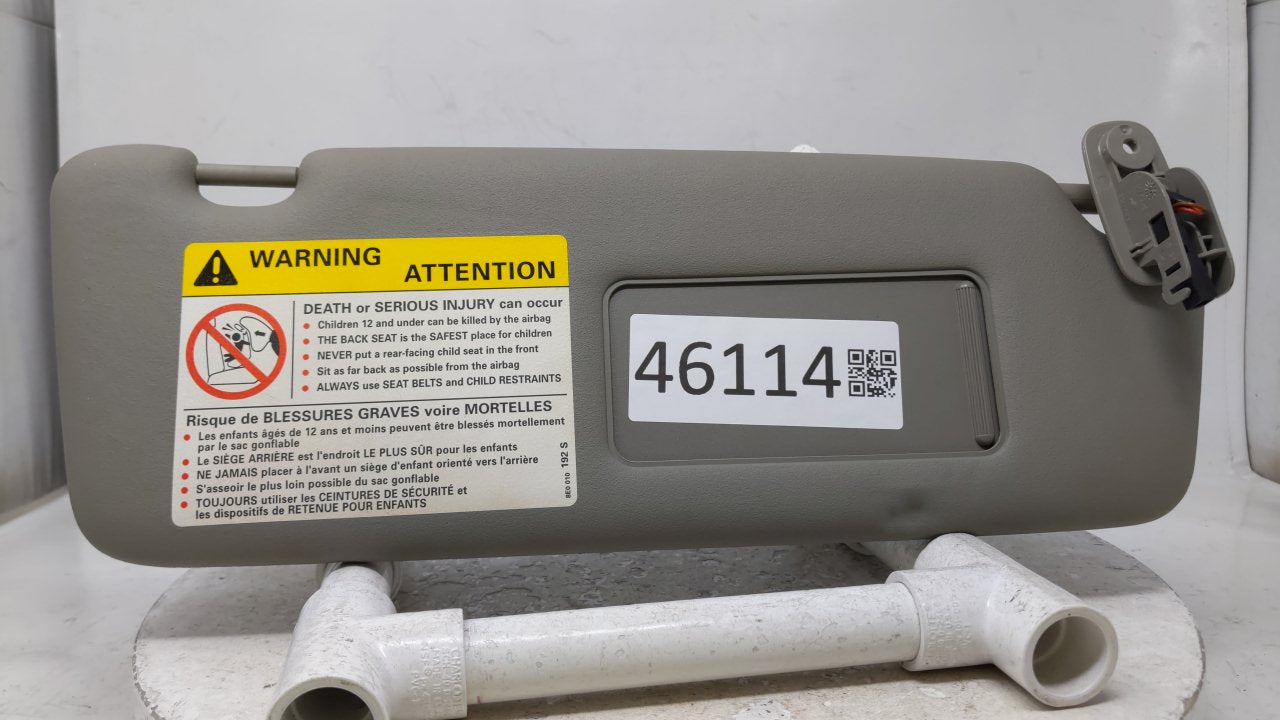 WARNING
ATTENTION
DEATH or SERIOUS INJURY can occur
• Children 12 and under can be killed by the airbag
• THE BACK SEAT is the SAFEST place for children
• NEVER put a rear-facing child seat in the front
• Sit as far back as possible from the airbag
• ALWAYS use SEAT BELTS and CHILD RESTRAINTS
Risque de BLESSURES GRAVES voire MORTELLES
• Les enfants âgés de 12 ans et moins peuvent être blessés mortellement
par le sac gonflable
• Le SIÈGE ARRIÈRE est l'endroit LE PLUS SÛR pour les enfants
• NE JAMAIS placer à l'avant un siège d'enfant orienté vers l'arrière
• S'asseoir le plus loin possible du sac gonflable
• TOUJOURS utiliser les CEINTURES DE SÉCURITÉ et
les dispositifs de RETENUE POUR ENFANTS
8E0 010 192 S
46114